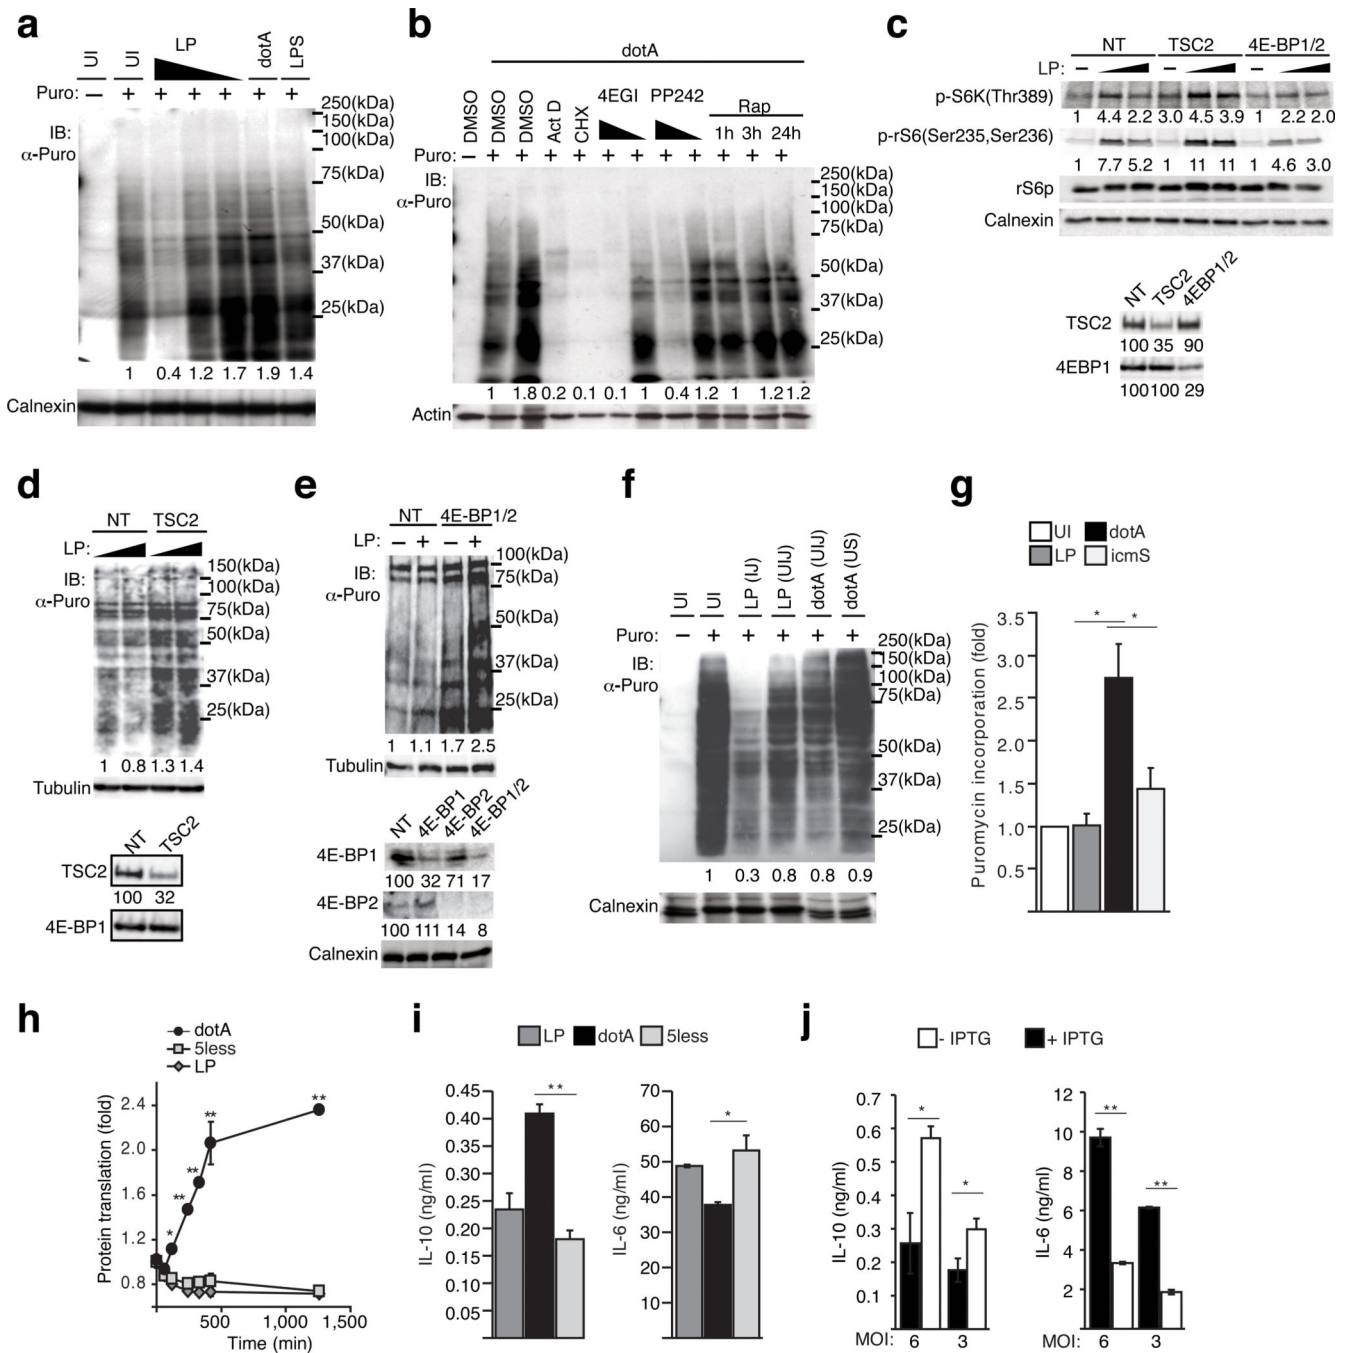 a
UI
UI
LP
dotA
LPS
Puro: – + + + + + +
IB:
α-Puro
250(kDa)
150(kDa)
100(kDa)
75(kDa)
50(kDa)
37(kDa)
25(kDa)
1 0.4 1.2 1.7 1.9 1.4
Calnexin
b
dotA
DMSO
DMSO
DMSO
Act D
CHX
4EGI PP242 Rap
1h 3h 24h
Puro: – + + + + + + + + + + +
IB:
α-Puro
250(kDa)
150(kDa)
100(kDa)
75(kDa)
50(kDa)
37(kDa)
25(kDa)
1 1.8 0.2 0.1 0.1 1 0.4 1.2 1 1.2 1.2
Actin
c
NT TSC2 4E-BP1/2
LP: – – –
p-S6K(Thr389)
1 4.4 2.2 3.0 4.5 3.9 1 2.2 2.0
p-rS6(Ser235,Ser236)
1 7.7 5.2 1 11 11 1 4.6 3.0
rS6p
Calnexin
NT TSC2 4EBP1/2
TSC2
100 35 90
4EBP1
100 100 29
d
NT TSC2
LP:
IB:
α-Puro
150(kDa)
100(kDa)
75(kDa)
50(kDa)
37(kDa)
25(kDa)
1 0.8 1.3 1.4
Tubulin
NT TSC2
TSC2
100 32
4E-BP1
e
NT 4E-BP1/2
LP: – + – +
IB:
α-Puro
100(kDa)
75(kDa)
50(kDa)
37(kDa)
25(kDa)
1 1.1 1.7 2.5
Tubulin
NT 4E-BP1 4E-BP2 4E-BP1/2
4E-BP1
100 32 71 17
4E-BP2
100 111 14 8
Calnexin
f
UI
UI
LP (IJ)
LP (UIJ)
dotA (UIJ)
dotA (US)
Puro: – + + + + +
IB:
α-Puro
250(kDa)
150(kDa)
100(kDa)
75(kDa)
50(kDa)
37(kDa)
25(kDa)
1 0.3 0.8 0.8 0.9
Calnexin
g
UI dotA
LP icmS
Puromycin incorporation (fold)
3.5
3.0
2.5
2.0
1.5
1.0
0.5
* *
h
dotA
5less
LP
Protein translation (fold)
2.4
2.0
1.6
1.2
0.8
* ** ** ** **
500 1,000 1,500
Time (min)
i
LP dotA 5less
IL-10 (ng/ml)
0.45
0.40
0.35
0.30
0.25
0.20
0.15
0.10
0.05
**
IL-6 (ng/ml)
70
60
50
40
30
20
10
*
j
- IPTG + IPTG
IL-10 (ng/ml)
0.7
0.6
0.5
0.4
0.3
0.2
0.1
* *
MOI: 6 3
IL-6 (ng/ml)
12
10
8
6
4
2
** **
MOI: 6 3